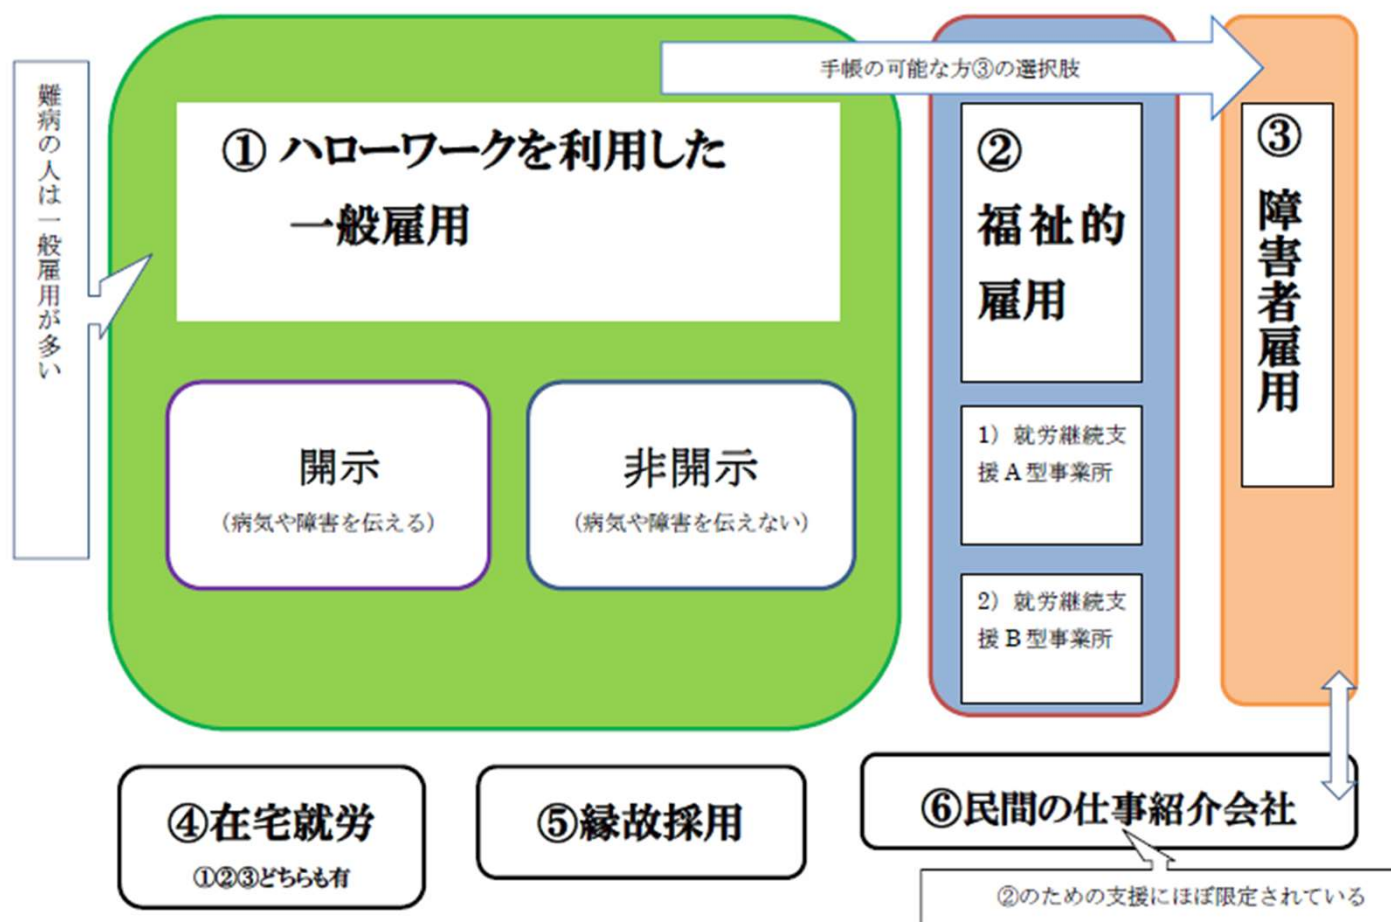 手帳の可能な方③の選択肢
難病の人は一般雇用が多い
① ハローワークを利用した
一般雇用
開示
(病気や障害を伝える)
非開示
(病気や障害を伝えない)
②
福祉的
雇用
1）就労継続支
援A型事業所
2）就労継続支
援B型事業所
③障害者雇用
④在宅就労
①②③どちらも有
⑤縁故採用
⑥民間の仕事紹介会社
②のための支援にほぼ限定されている